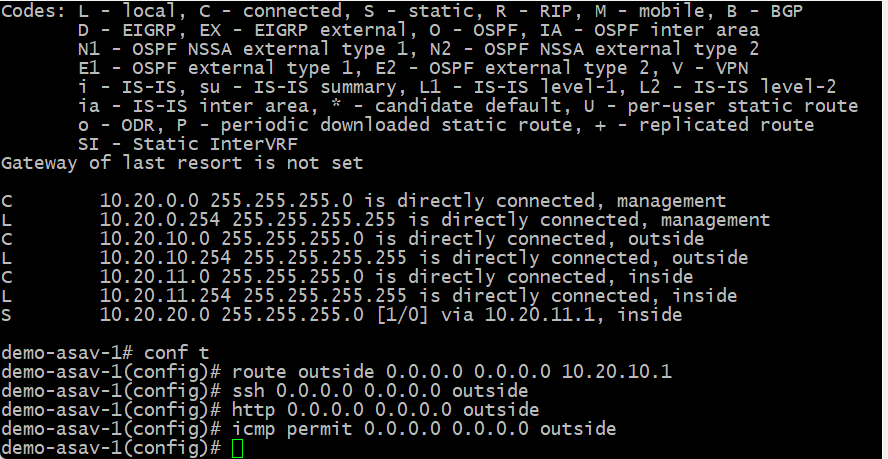 Codes: L - local, C - connected, S - static, R - RIP, M - mobile, B - BGP
D - EIGRP, EX - EIGRP external, O - OSPF, IA - OSPF inter area
N1 - OSPF NSSA external type 1, N2 - OSPF NSSA external type 2
E1 - OSPF external type 1, E2 - OSPF external type 2, V - VPN
i - IS-IS, su - IS-IS summary, L1 - IS-IS level-1, L2 - IS-IS level-2
ia - IS-IS inter area, * - candidate default, U - per-user static route
o - ODR, P - periodic downloaded static route, + - replicated route
SI - Static InterVRF
Gateway of last resort is not set
C 10.20.0.0 255.255.255.0 is directly connected, management
L 10.20.0.254 255.255.255.255 is directly connected, management
C 10.20.10.0 255.255.255.0 is directly connected, outside
L 10.20.10.254 255.255.255.255 is directly connected, outside
C 10.20.11.0 255.255.255.0 is directly connected, inside
L 10.20.11.254 255.255.255.255 is directly connected, inside
S 10.20.20.0 255.255.255.0 [1/0] via 10.20.11.1, inside
demo-asav-1# conf t
demo-asav-1(config)# route outside 0.0.0.0 0.0.0.0 10.20.10.1
demo-asav-1(config)# ssh 0.0.0.0 0.0.0.0 outside
demo-asav-1(config)# http 0.0.0.0 0.0.0.0 outside
demo-asav-1(config)# icmp permit 0.0.0.0 0.0.0.0 outside
demo-asav-1(config)#